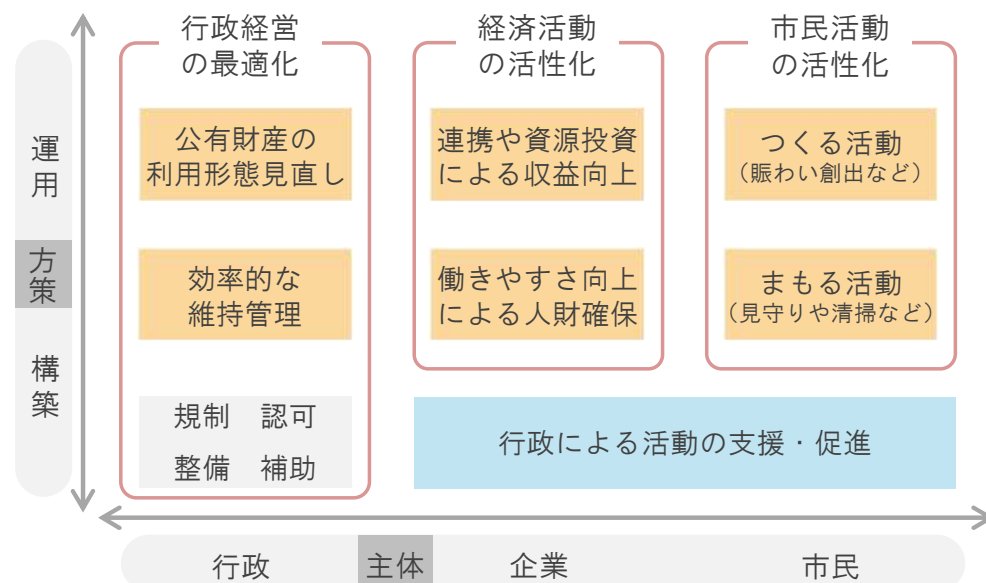 行政経営
の最適化
経済活動
の活性化
市民活動
の活性化
運用
方策
構築
公有財産の
利用形態見直し
連携や資源投資
による収益向上
つくる活動
（賑わい創出など）
効率的な
維持管理
働きやすさ向上
による人財確保
まもる活動
（見守りや清掃など）
規制　認可
整備　補助
行政による活動の支援・促進
行政
主体
企業
市民